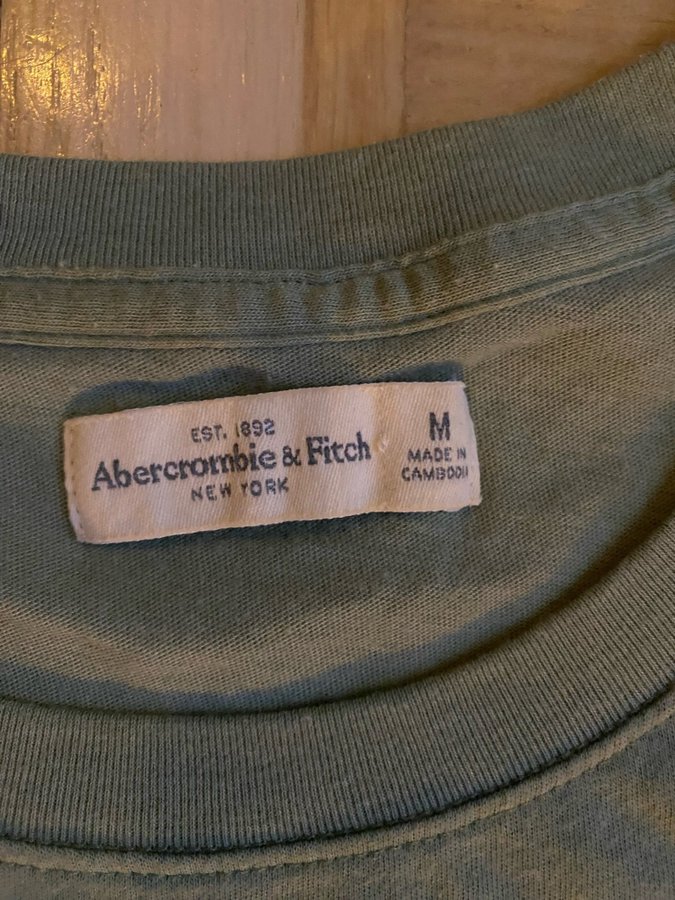 EST. 1892
Abercrombie & Fitch
NEW YORK
M
MADE IN
CAMBODIA